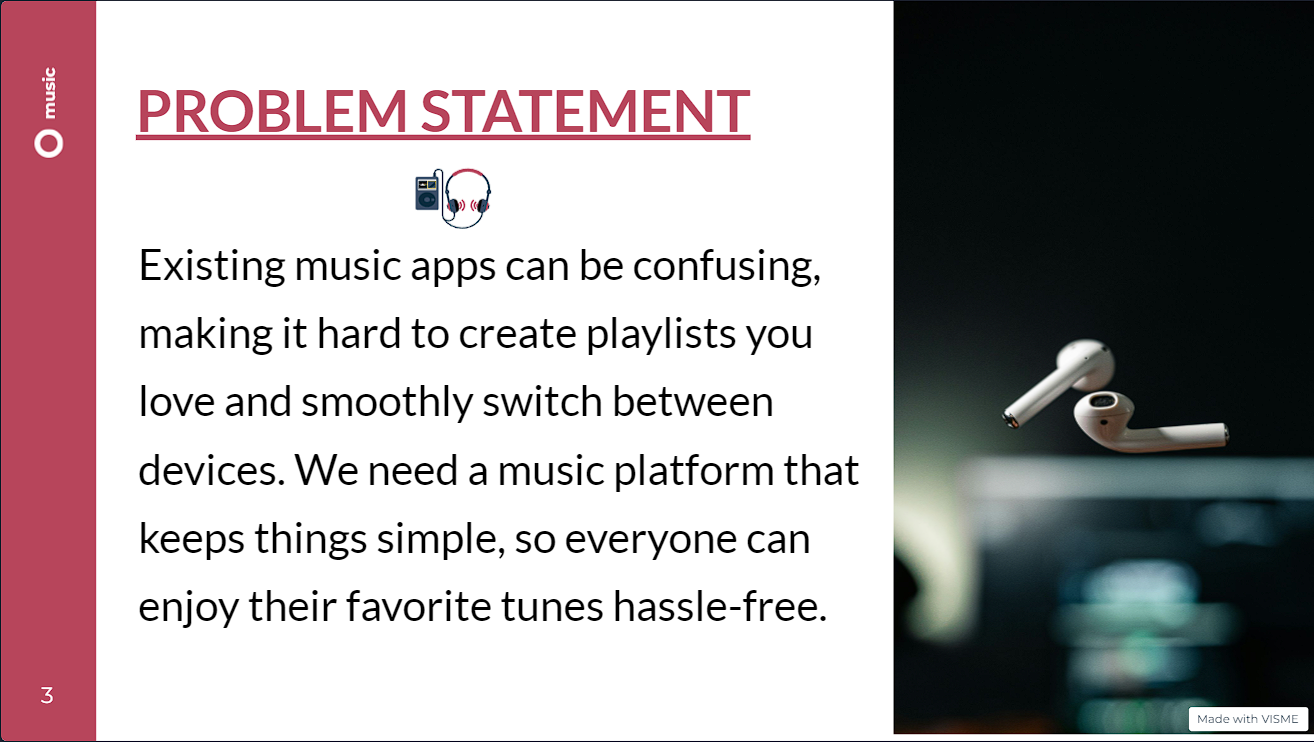 music
PROBLEM STATEMENT
Existing music apps can be confusing,
making it hard to create playlists you
love and smoothly switch between
devices. We need a music platform that
keeps things simple, so everyone can
enjoy their favorite tunes hassle-free.
3
Made with VISME